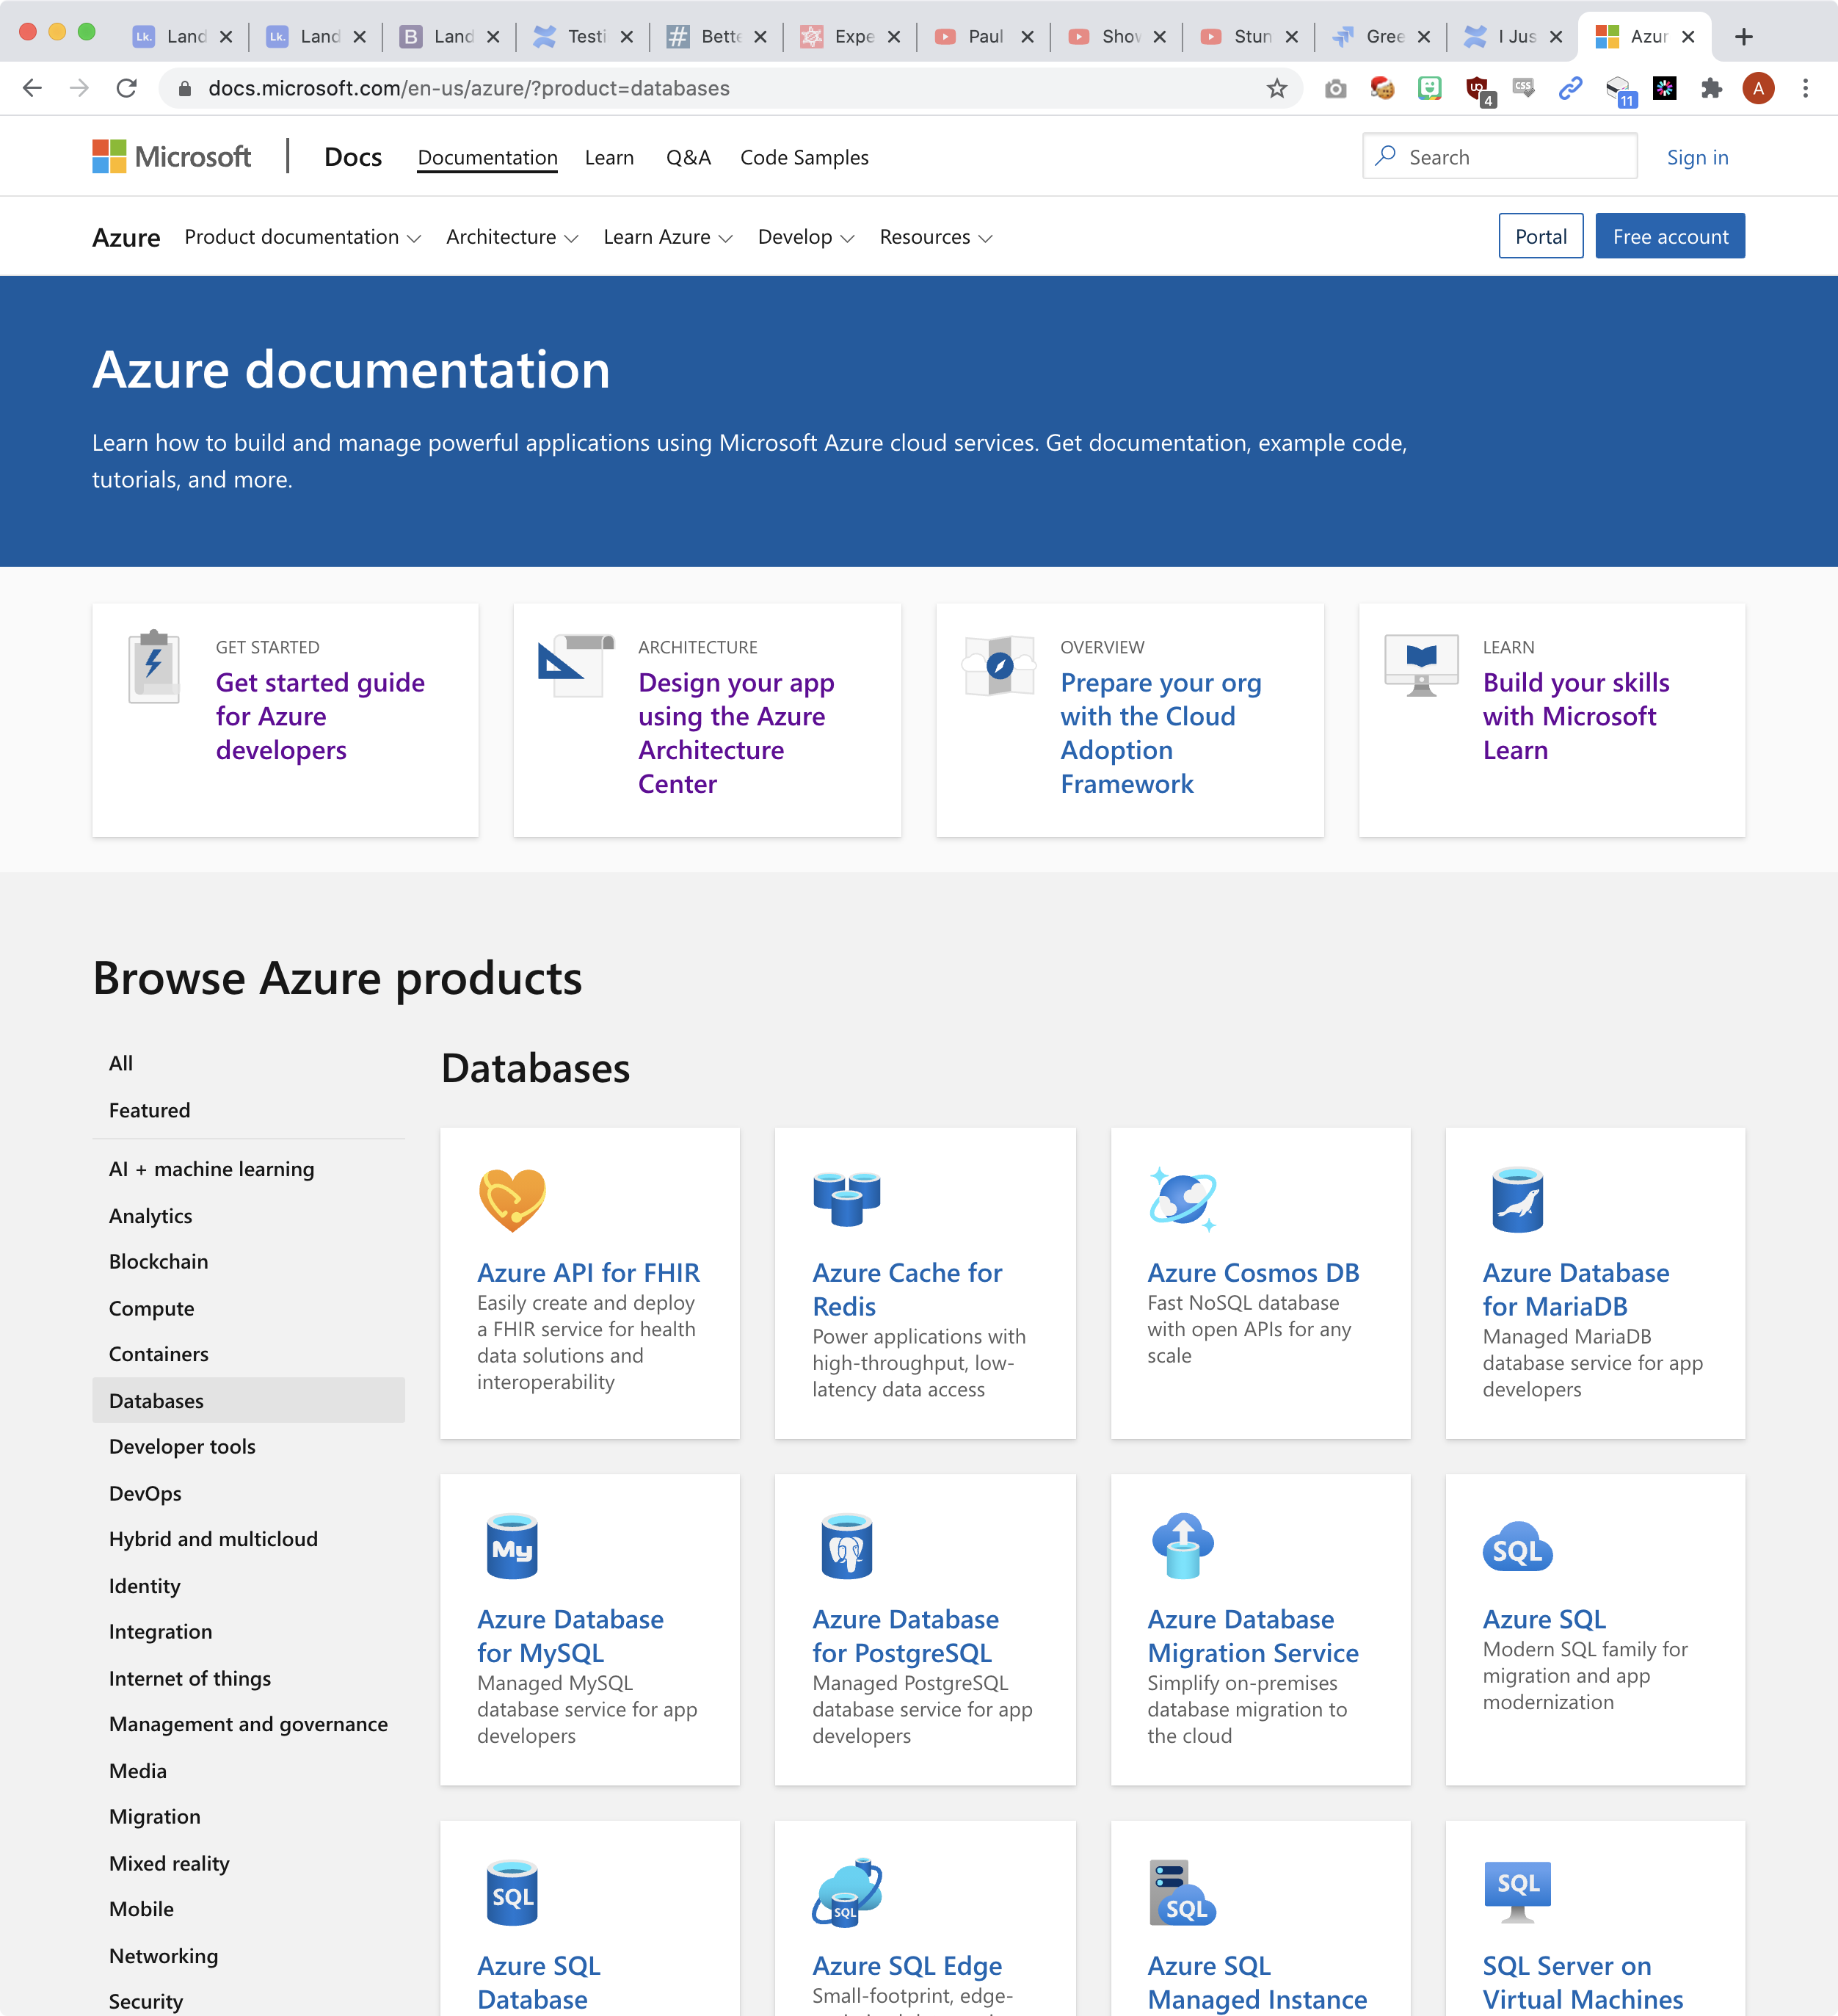 Land
Land
Land
Testi
Bette
Expe
Paul
Show
Stun
Gree
I Jus
Azur
docs.microsoft.com/en-us/azure/?product=databases
4
CSS
11
A
Microsoft
Docs
Documentation
Learn
Q&A
Code Samples
Search
Sign in
Azure
Product documentation
Architecture
Learn Azure
Develop
Resources
Portal
Free account
Azure documentation
Learn how to build and manage powerful applications using Microsoft Azure cloud services. Get documentation, example code,
tutorials, and more.
GET STARTED
Get started guide
for Azure
developers
ARCHITECTURE
Design your app
using the Azure
Architecture
Center
OVERVIEW
Prepare your org
with the Cloud
Adoption
Framework
LEARN
Build your skills
with Microsoft
Learn
Browse Azure products
All
Featured
AI + machine learning
Analytics
Blockchain
Compute
Containers
Databases
Developer tools
DevOps
Hybrid and multicloud
Identity
Integration
Internet of things
Management and governance
Media
Migration
Mixed reality
Mobile
Networking
Security
Databases
Azure API for FHIR
Easily create and deploy
a FHIR service for health
data solutions and
interoperability
Azure Cache for
Redis
Power applications with
high-throughput, low-
latency data access
Azure Cosmos DB
Fast NoSQL database
with open APIs for any
scale
Azure Database
for MariaDB
Managed MariaDB
database service for app
developers
My
Azure Database
for MySQL
Managed MySQL
database service for app
developers
Azure Database
for PostgreSQL
Managed PostgreSQL
database service for app
developers
Azure Database
Migration Service
Simplify on-premises
database migration to
the cloud
SQL
Azure SQL
Modern SQL family for
migration and app
modernization
SQL
Azure SQL
Database
SQL
Azure SQL Edge
Small-footprint, edge-
SQL
Azure SQL
Managed Instance
SQL
SQL Server on
Virtual Machines